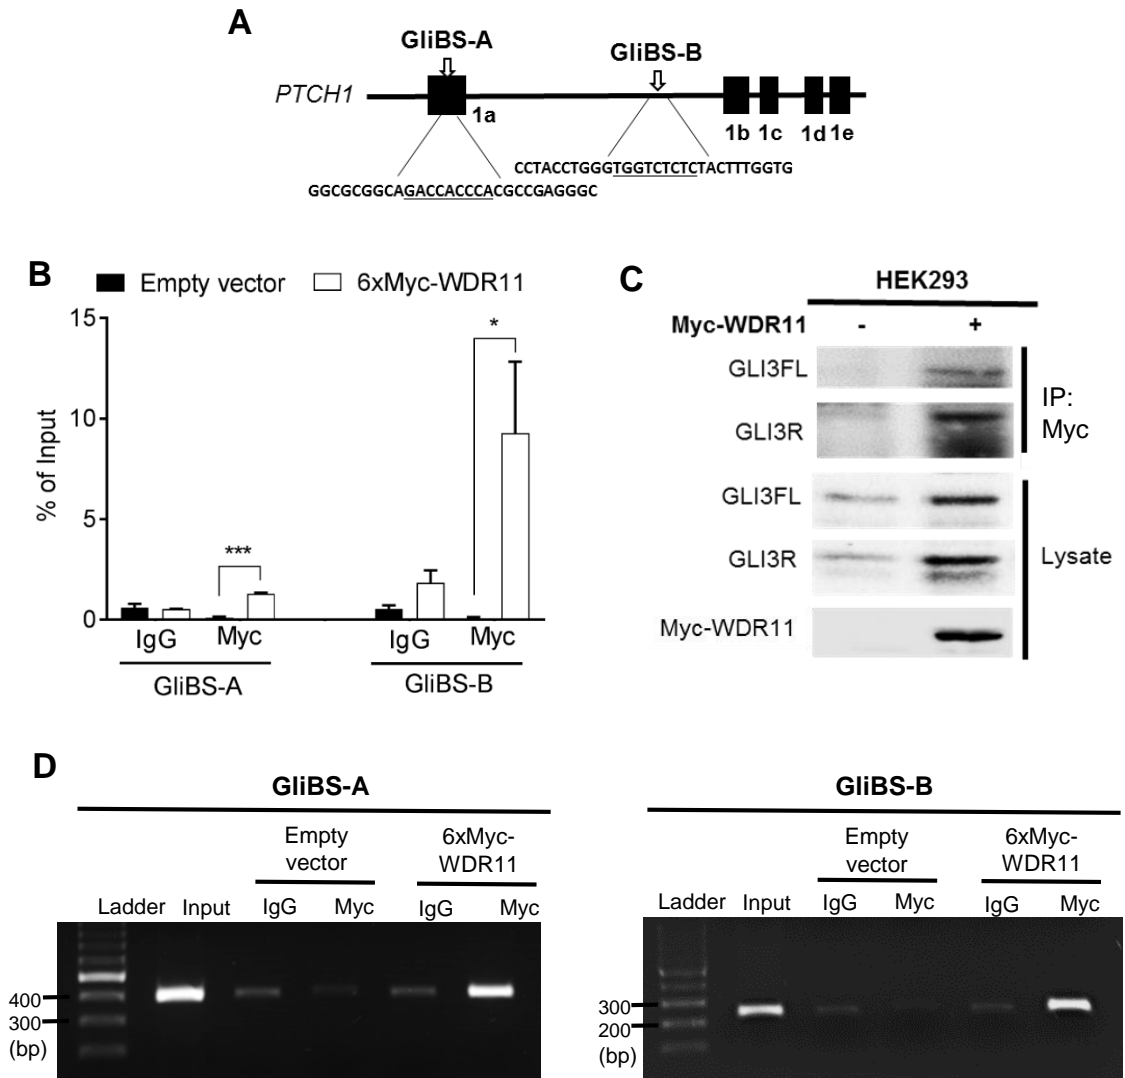 A
GliBS-A
GliBS-B
PTCH1
1a
1b 1c 1d 1e
CCTACCTGGGTGGTCTCTCTACTTTGGTG
GGCGCGGCAGACCACCCACGCCGAGGGC
B
Empty vector 6xMyc-WDR11
% of Input
15
10
5
0
*
***
IgG Myc IgG Myc
GliBS-A GliBS-B
C
HEK293
Myc-WDR11 - +
GLI3FL
GLI3R
IP:
Myc
GLI3FL
GLI3R
Myc-WDR11
Lysate
D
GliBS-A
Empty
vector
6xMyc-
WDR11
Ladder Input IgG Myc IgG Myc
400
300
(bp)
GliBS-B
Empty
vector
6xMyc-
WDR11
Ladder Input IgG Myc IgG Myc
300
200
(bp)